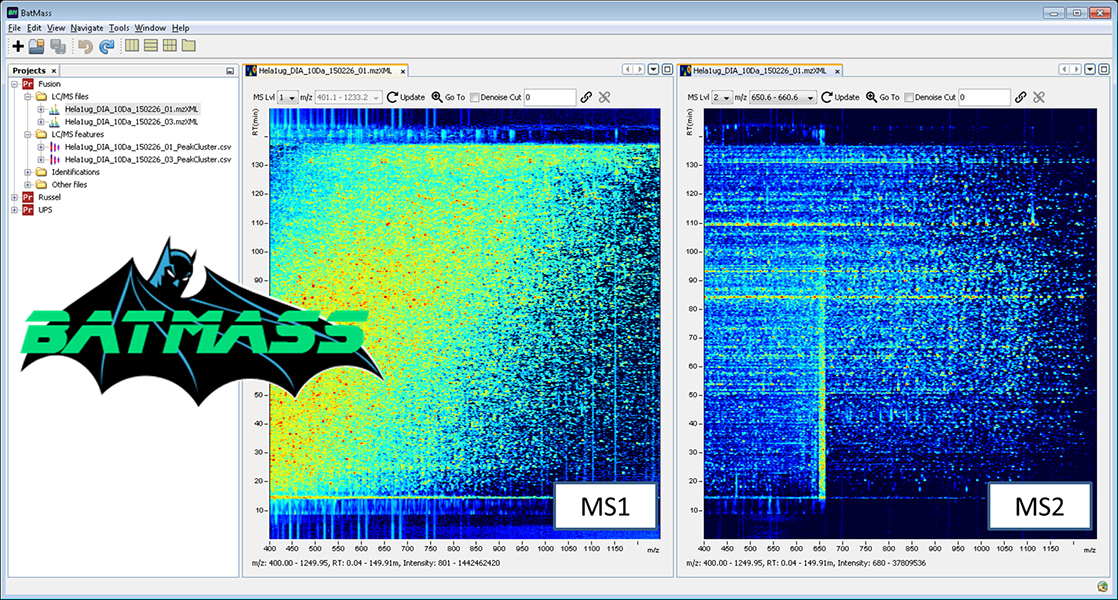 BatMass
File Edit View Navigate Tools Window Help
Projects ×
Pr Fusion
LC/MS files
Hela1ug_DIA_10Da_150226_01.mzXML
Hela1ug_DIA_10Da_150226_03.mzXML
LC/MS features
Hela1ug_DIA_10Da_150226_01_PeakCluster.csv
Hela1ug_DIA_10Da_150226_03_PeakCluster.csv
Identifications
Other files
Pr Russel
Pr UPS
BATMASS
Hela1ug_DIA_10Da_150226_01.mzXML ×
MS Lvl 1 m/z 401.1 - 1233.2 Update Go To Denoise Cut 0
RT(min)
130
120
110
100
90
80
70
60
50
40
30
20
10
MS1
400 450 500 550 600 650 700 750 800 850 900 950 1000 1050 1100 1150 m/z
m/z: 400.00 - 1249.95, RT: 0.04 - 149.91m, Intensity: 801 - 1442462420
Hela1ug_DIA_10Da_150226_01.mzXML ×
MS Lvl 2 m/z 650.6 - 660.6 Update Go To Denoise Cut 0
RT(min)
130
120
110
100
90
80
70
60
50
40
30
20
10
MS2
400 450 500 550 600 650 700 750 800 850 900 950 1000 1050 1100 1150 m/z
m/z: 400.00 - 1249.95, RT: 0.04 - 149.91m, Intensity: 680 - 37809536